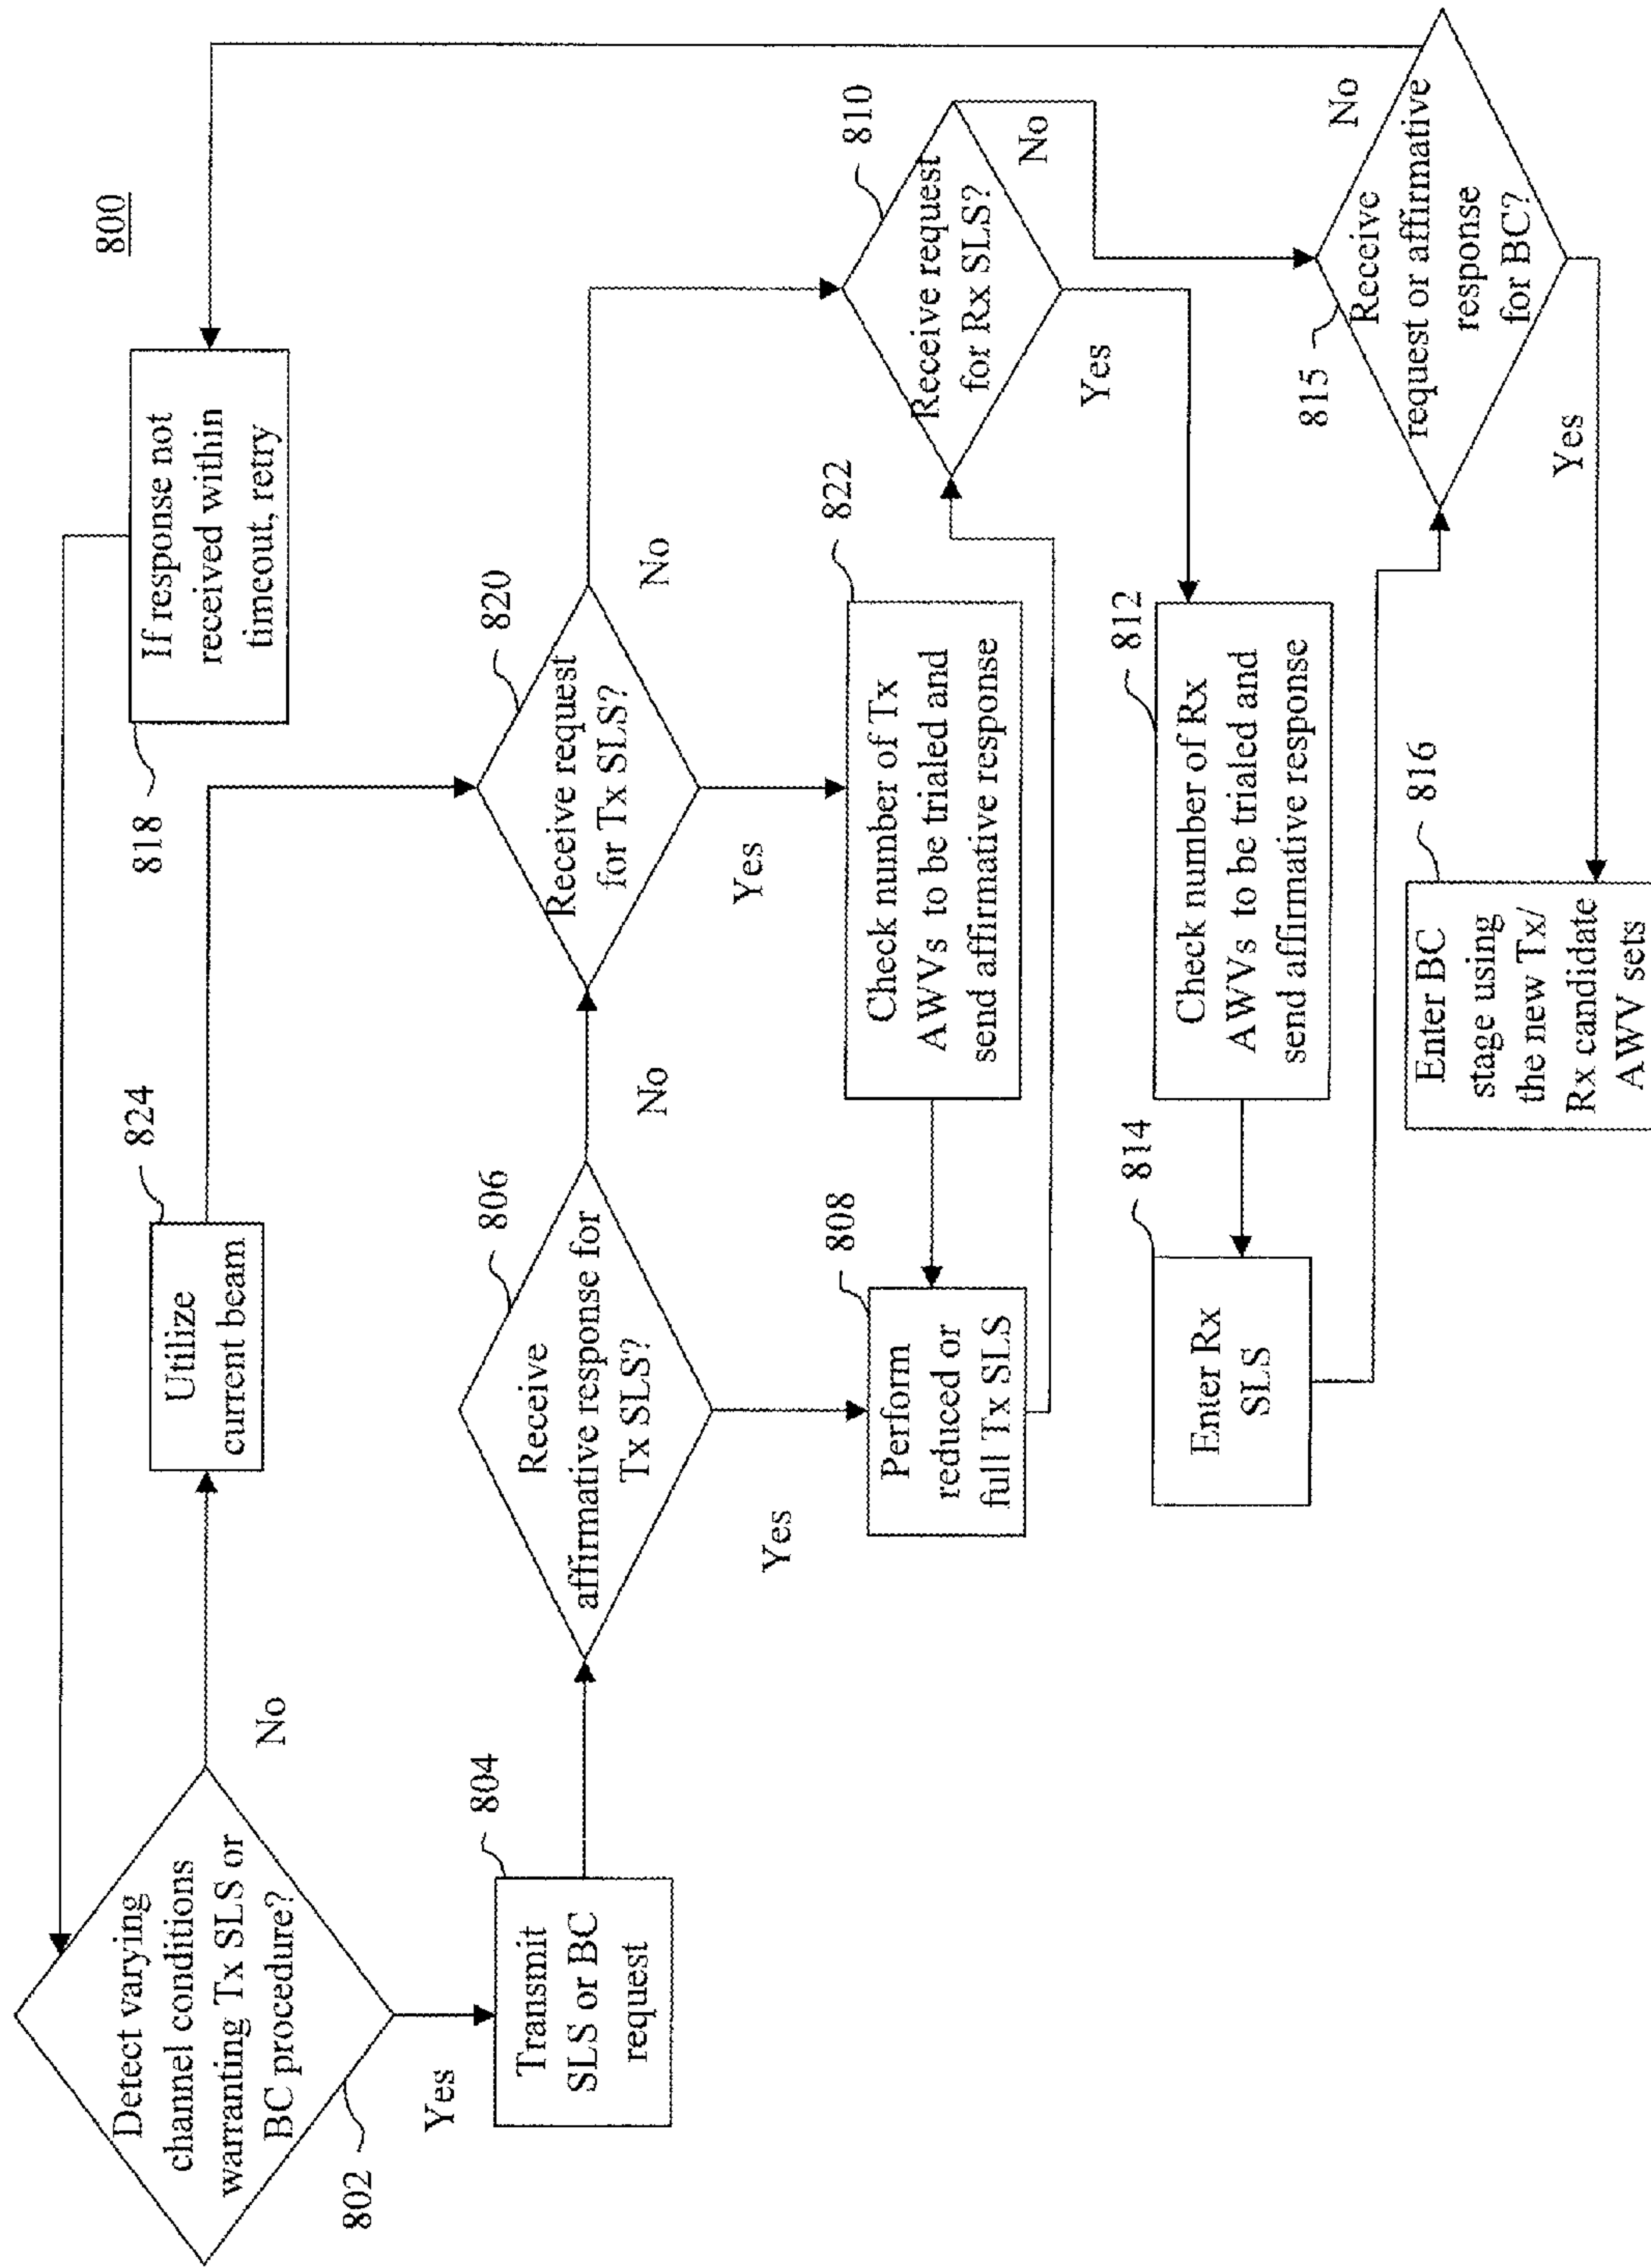 800
Detect varying
channel conditions
warranting Tx SLS or
BC procedure?
802
No
Yes
Utilize
current beam
824
If response not
received within
timeout, retry
818
Transmit
SLS or BC
request
804
Receive
affirmative response for
Tx SLS?
806
No
Yes
Receive request
for Tx SLS?
820
No
Yes
Perform
reduced or
full Tx SLS
808
Check number of Tx
AWVs to be trialed and
send affirmative response
822
Receive request
for Rx SLS?
810
No
Yes
Enter Rx
SLS
814
Check number of Rx
AWVs to be trialed and
send affirmative response
812
Receive
request or affirmative
response
for BC?
815
No
Yes
Enter BC
stage using
the new Tx/
Rx candidate
AWV sets
816